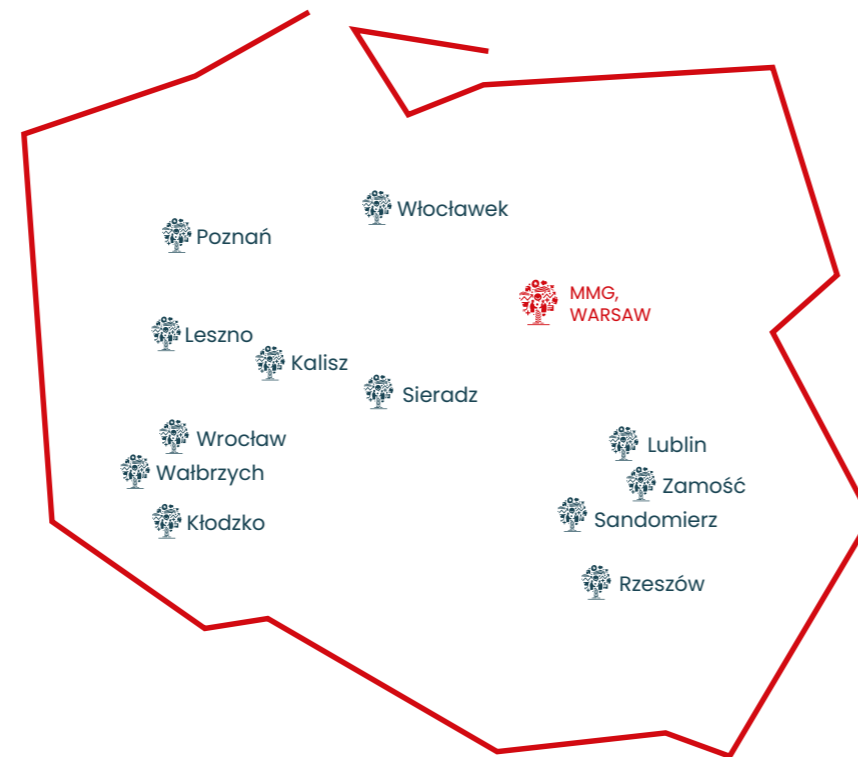 Włocławek
Poznań
MMG,
WARSAW
Leszno
Kalisz
Sieradz
Wrocław
Lublin
Wałbrzych
Zamość
Sandomierz
Kłodzko
Rzeszów